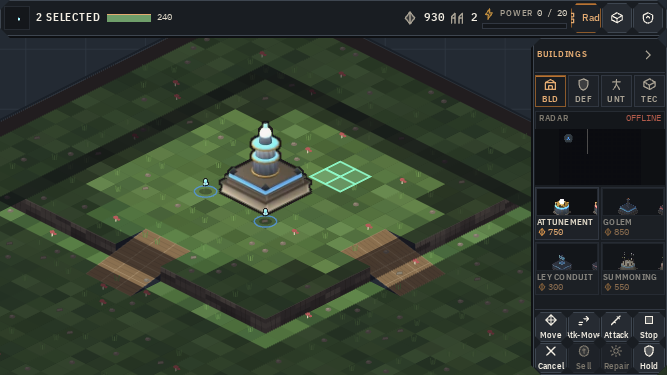 2 SELECTED 240
930 2 POWER 0 / 20 Rad
BUILDINGS
BLD DEF UNT TEC
RADAR OFFLINE
ATTUNEMENT GOLEM
750 850
LEY CONDUIT SUMMONING
300 550
Move Atk-Move Attack Stop
Cancel Sell Repair Hold